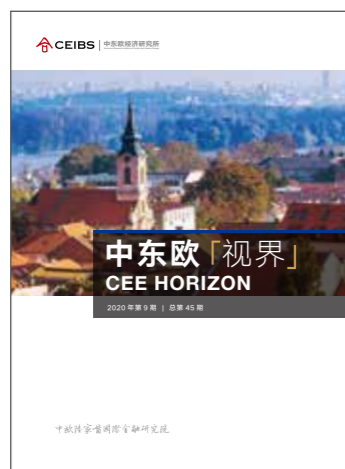 CEIBS | 中东欧经济研究所
中东欧「视界」
CEE HORIZON
2020 年第 9 期 | 总第 45 期
中欧陆家嘴国际金融研究院